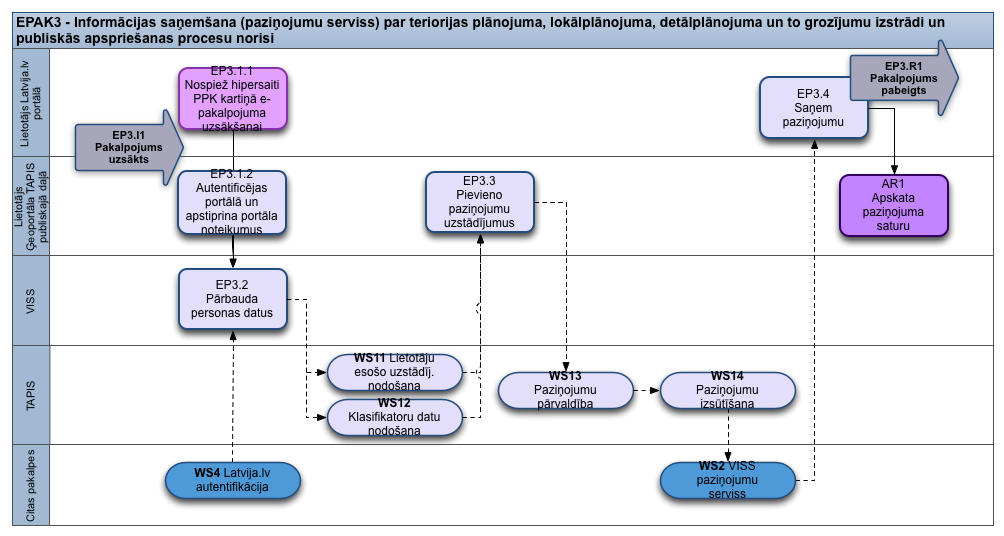 EPAK3 - Informācijas saņemšana (paziņojumu serviss) par teriorijas plānojuma, lokālplānojuma, detālplānojuma un to grozījumu izstrādi un
publiskās apspriešanas procesu norisi
Lietotājs Latvija.lv
portālā
EP3.I1
Pakalpojums
uzsākts
EP3.1.1
Nospiež hipersaiti
PPK kartiņā e-
pakalpojuma
uzsākšanai
EP3.4
Saņem
paziņojumu
EP3.R1
Pakalpojums
pabeigts
Lietotājs
Ģeoportāla TAPIS
publiskajā daļā
EP3.1.2
Autentificējas
portālā un
apstiprina portāla
noteikumus
EP3.3
Pievieno
paziņojumu
uzstādījumus
AR1
Apskata
paziņojuma
saturu
VISS
EP3.2
Pārbauda
personas datus
TAPIS
WS11 Lietotāju
esošo uzstādīj.
nodošana
WS12
Klasifikatoru datu
nodošana
WS13
Paziņojumu
pārvaldība
WS14
Paziņojumu
izsūtīšana
Citas pakalpes
WS4 Latvija.lv
autentifikācija
WS2 VISS
paziņojumu
serviss